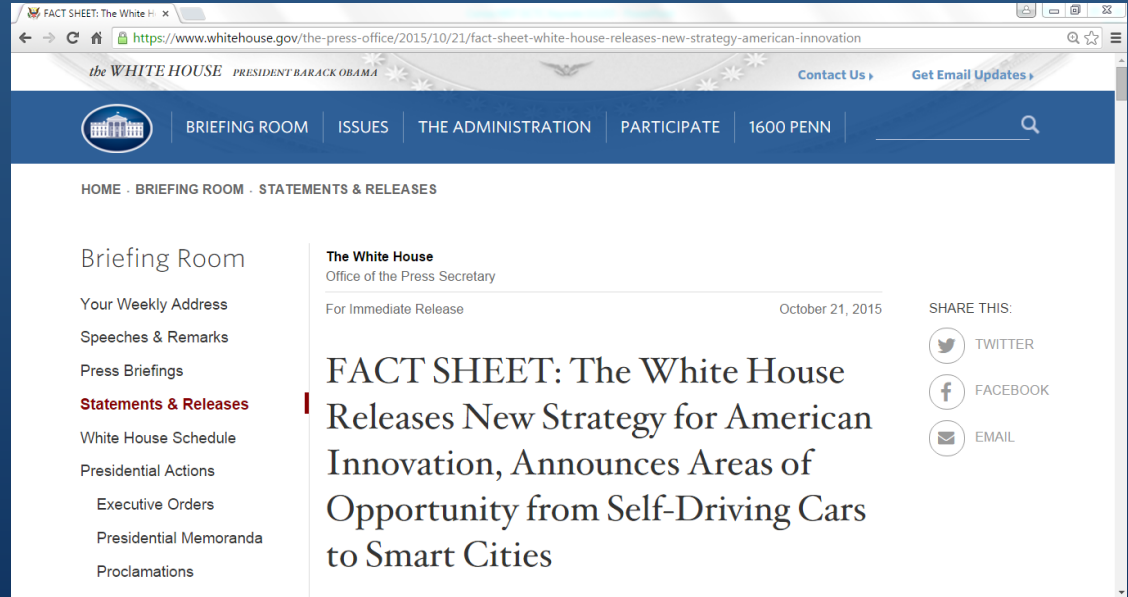 FACT SHEET: The White H
https://www.whitehouse.gov/the-press-office/2015/10/21/fact-sheet-white-house-releases-new-strategy-american-innovation
the WHITE HOUSE PRESIDENT BARACK OBAMA
Contact Us
Get Email Updates
BRIEFING ROOM
ISSUES
THE ADMINISTRATION
PARTICIPATE
1600 PENN
HOME · BRIEFING ROOM · STATEMENTS & RELEASES
Briefing Room
Your Weekly Address
Speeches & Remarks
Press Briefings
Statements & Releases
White House Schedule
Presidential Actions
Executive Orders
Presidential Memoranda
Proclamations
The White House
Office of the Press Secretary
For Immediate Release
October 21, 2015
FACT SHEET: The White House
Releases New Strategy for American
Innovation, Announces Areas of
Opportunity from Self-Driving Cars
to Smart Cities
SHARE THIS:
TWITTER
FACEBOOK
EMAIL